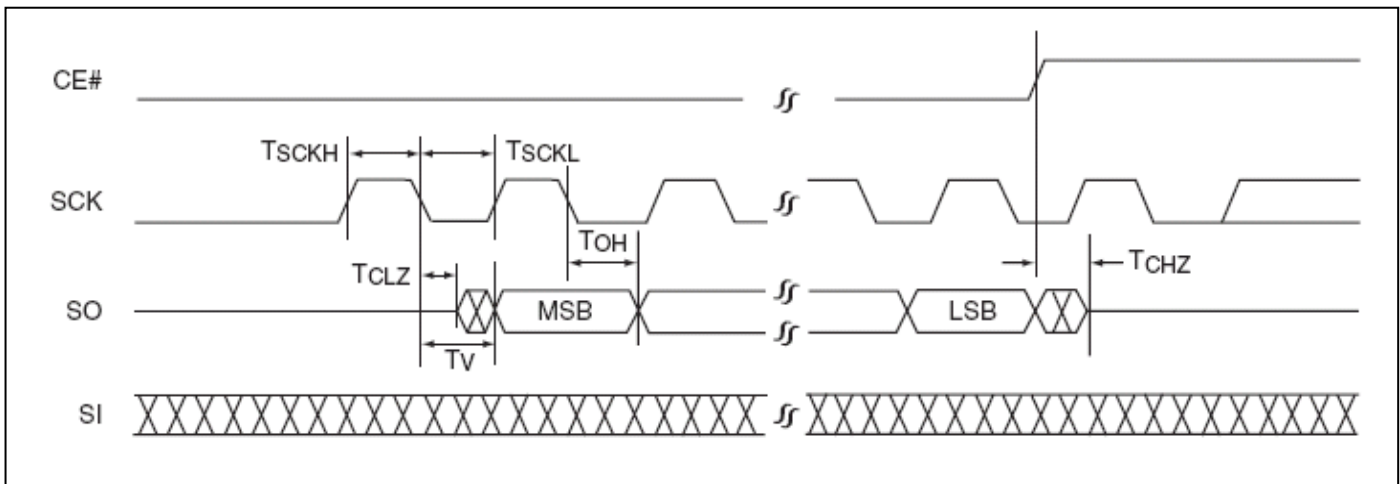 CE#
TSCKH
TSCKL
SCK
TOH
TCLZ
TCHZ
SO
MSB
LSB
TV
SI